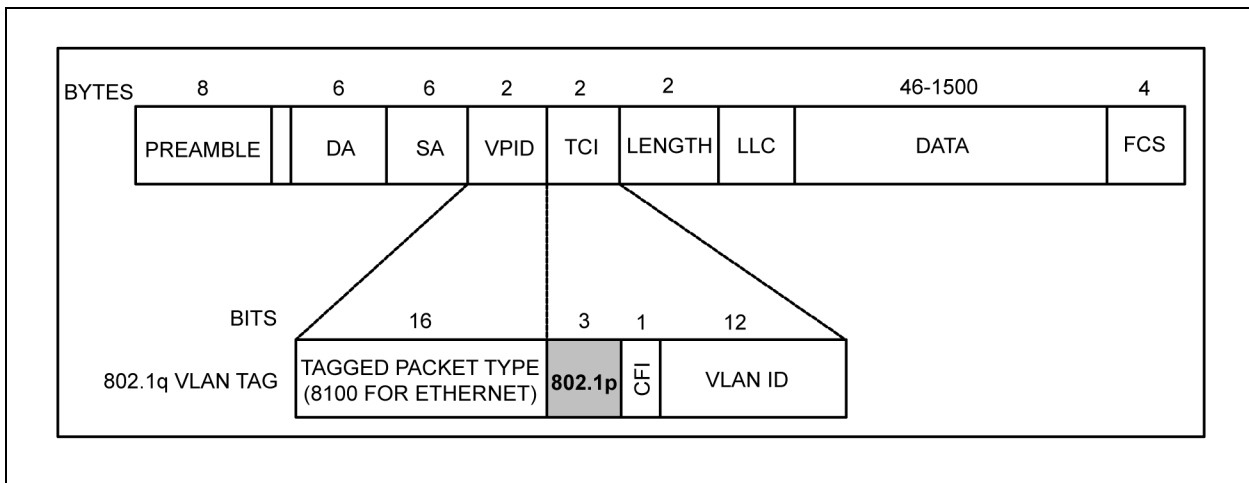 BYTES 8 6 6 2 2 2 46-1500 4
PREAMBLE DA SA VPID TCI LENGTH LLC DATA FCS
BITS 16 3 1 12
802.1q VLAN TAG TAGGED PACKET TYPE
(8100 FOR ETHERNET) 802.1p CFI VLAN ID